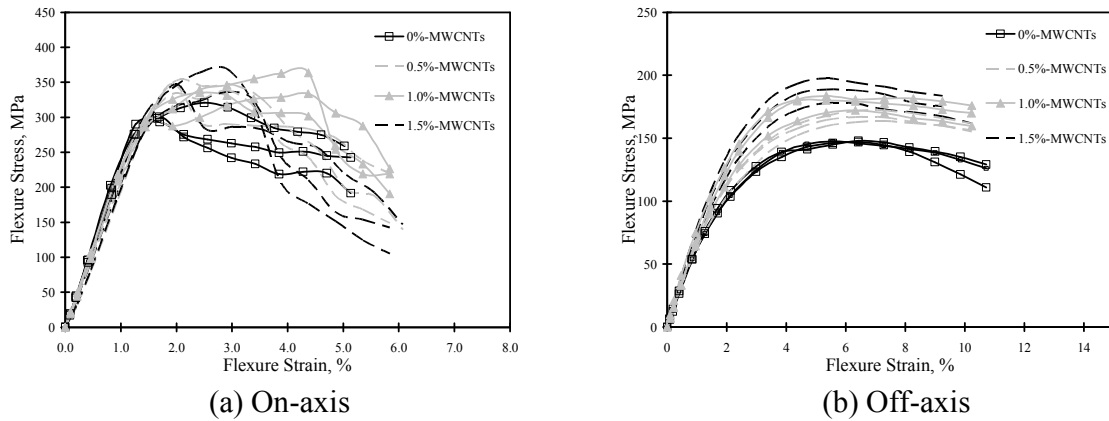 450
400
350
300
250
200
150
100
50
0
Flexure Stress, MPa
0.0 1.0 2.0 3.0 4.0 5.0 6.0 7.0 8.0
Flexure Strain, %
0%-MWCNTs
0.5%-MWCNTs
1.0%-MWCNTs
1.5%-MWCNTs
(a) On-axis
250
200
150
100
50
0
Flexure Stress, MPa
0 2 4 6 8 10 12 14
Flexure Strain, %
0%-MWCNTs
0.5%-MWCNTs
1.0%-MWCNTs
1.5%-MWCNTs
(b) Off-axis